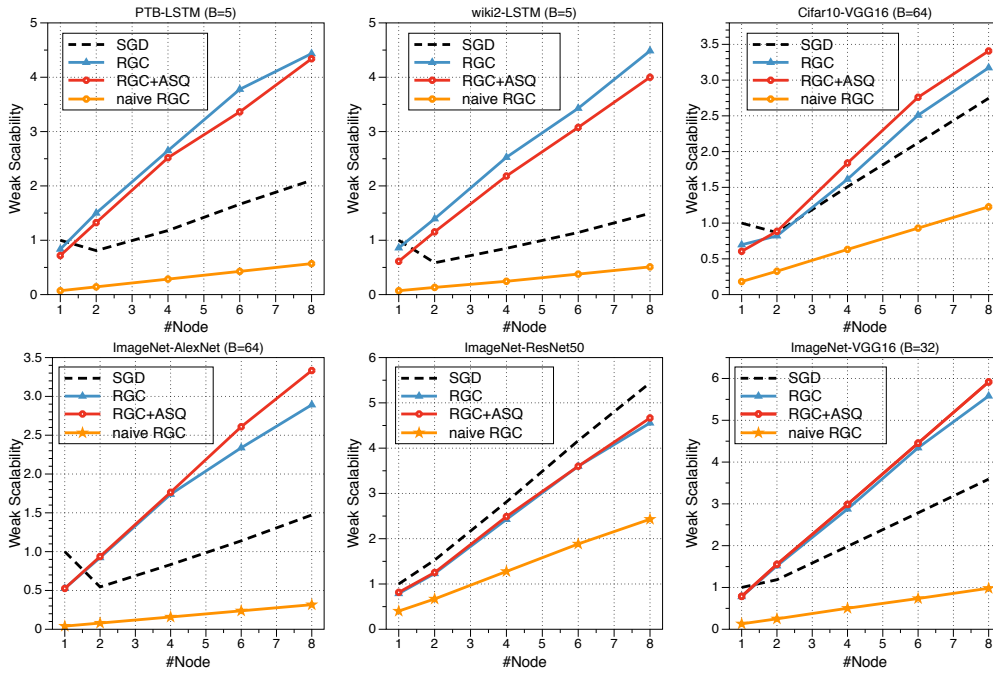 PTB-LSTM (B=5)
5
4
3
2
1
0
Weak Scalability
SGD
RGC
RGC+ASQ
naive RGC
1 2 3 4 5 6 7 8
#Node
wiki2-LSTM (B=5)
5
4
3
2
1
0
Weak Scalability
SGD
RGC
RGC+ASQ
naive RGC
1 2 3 4 5 6 7 8
#Node
Cifar10-VGG16 (B=64)
3.5
3.0
2.5
2.0
1.5
1.0
0.5
0
Weak Scalability
SGD
RGC
RGC+ASQ
naive RGC
1 2 3 4 5 6 7 8
#Node
ImageNet-AlexNet (B=64)
3.5
3.0
2.5
2.0
1.5
1.0
0.5
0
Weak Scalability
SGD
RGC
RGC+ASQ
naive RGC
1 2 3 4 5 6 7 8
#Node
ImageNet-ResNet50
6
5
4
3
2
1
0
Weak Scalability
SGD
RGC
RGC+ASQ
naive RGC
1 2 3 4 5 6 7 8
#Node
ImageNet-VGG16 (B=32)
6
5
4
3
2
1
0
Weak Scalability
SGD
RGC
RGC+ASQ
naive RGC
1 2 3 4 5 6 7 8
#Node